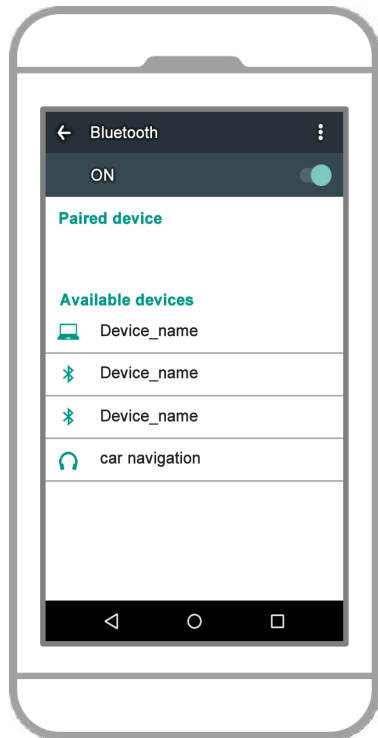 Bluetooth
ON
Paired device
Available devices
Device_name
Device_name
Device_name
car navigation